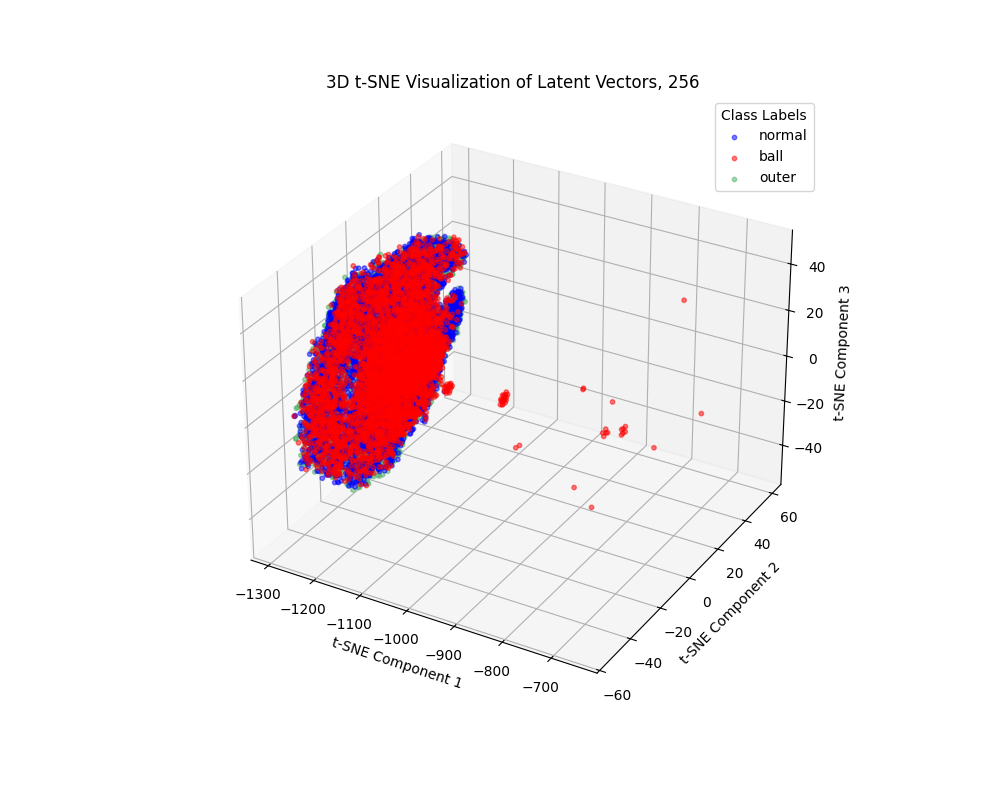 3D t-SNE Visualization of Latent Vectors, 256
Class Labels
normal
ball
outer
40
20
0
−20
−40
t-SNE Component 3
60
40
20
0
−20
−40
−60
t-SNE Component 2
−1300
−1200
−1100
−1000
−900
−800
−700
t-SNE Component 1